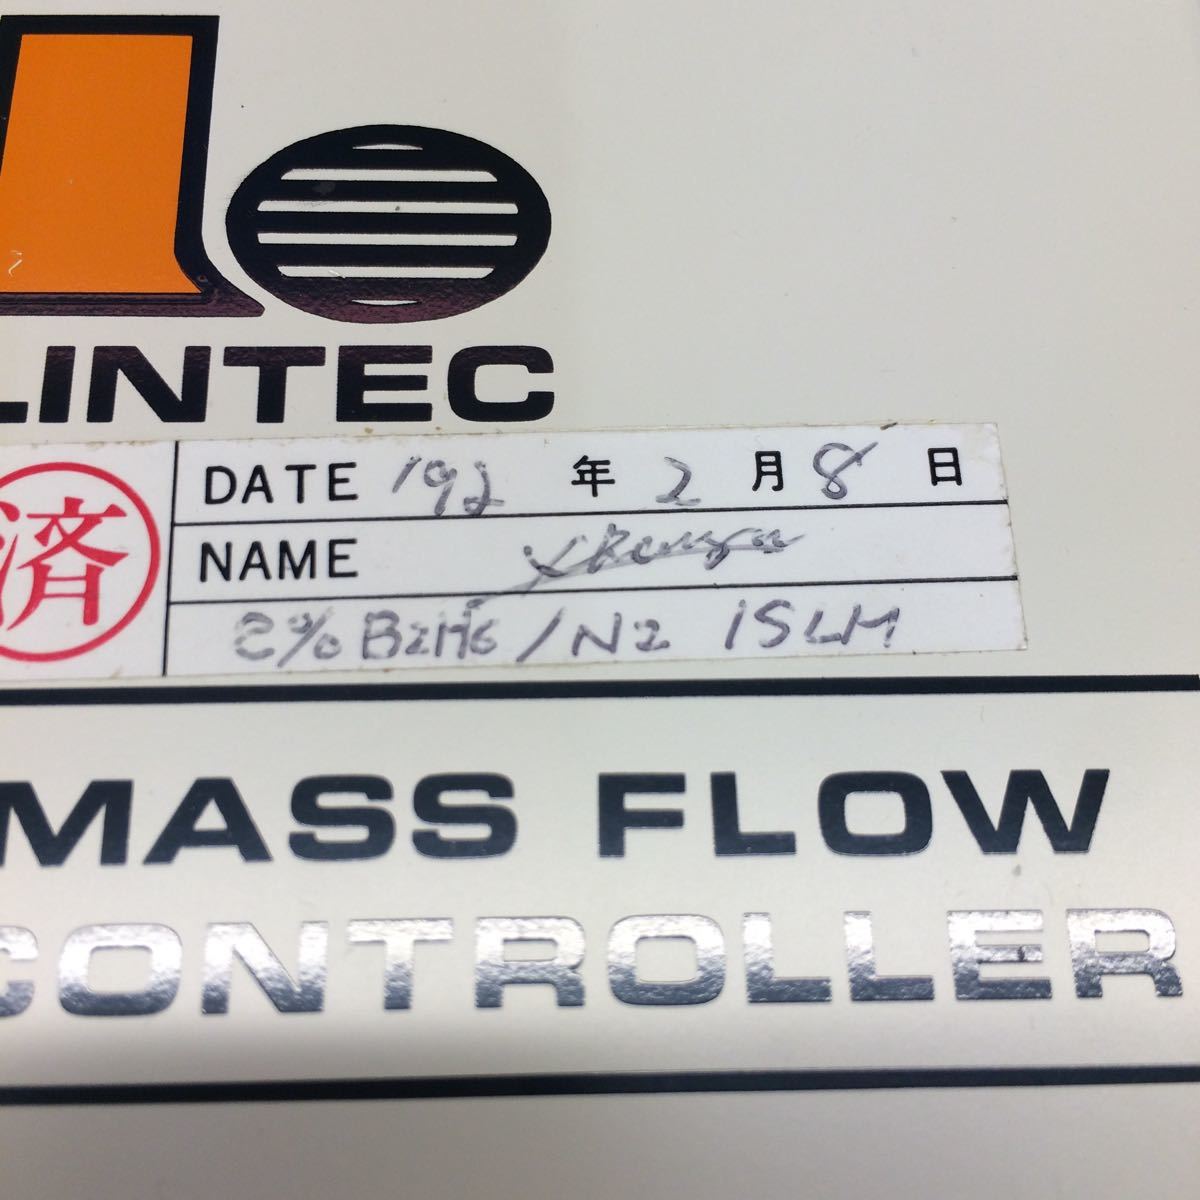 LINTEC
済
DATE '92 年 2 月 8 日
NAME
2% B2H6 / N2 1SLM
MASS FLOW
CONTROLLER